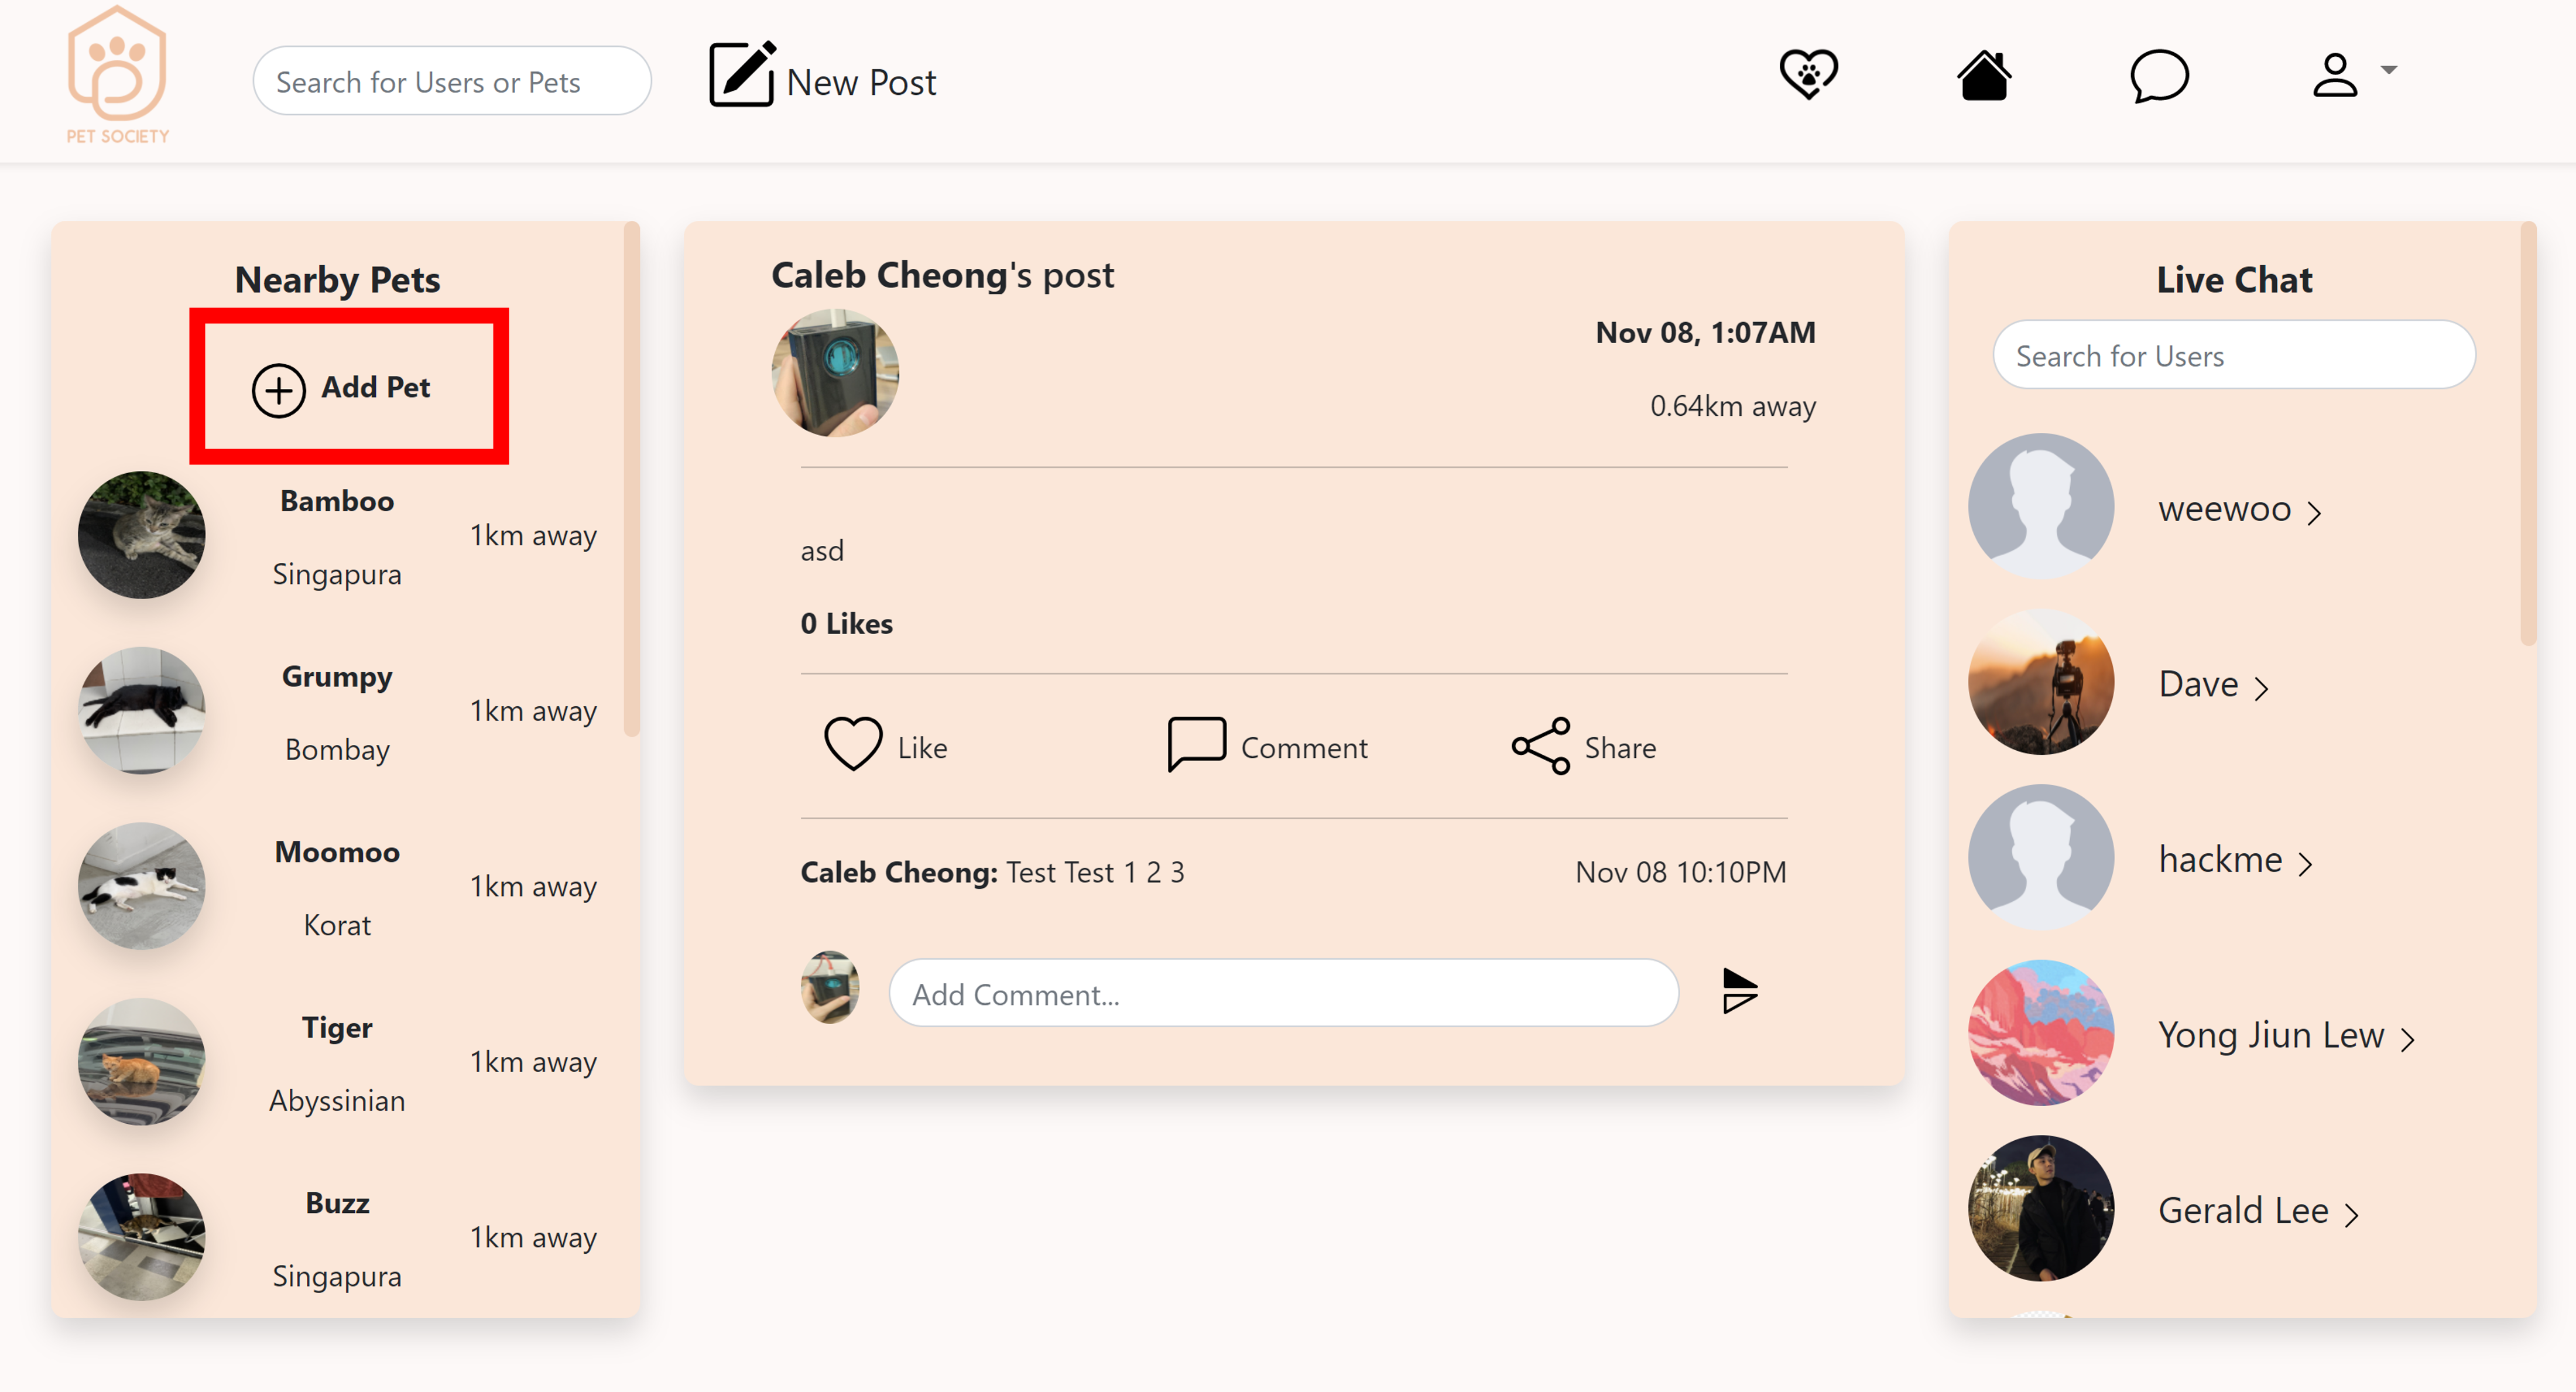 PET SOCIETY
Search for Users or Pets
New Post
Nearby Pets
Add Pet
Bamboo
Singapura
1km away
Grumpy
Bombay
1km away
Moomoo
Korat
1km away
Tiger
Abyssinian
1km away
Buzz
Singapura
1km away
Caleb Cheong's post
Nov 08, 1:07AM
0.64km away
asd
0 Likes
Like
Comment
Share
Caleb Cheong: Test Test 1 2 3
Nov 08 10:10PM
Add Comment...
Live Chat
Search for Users
weewoo
Dave
hackme
Yong Jiun Lew
Gerald Lee